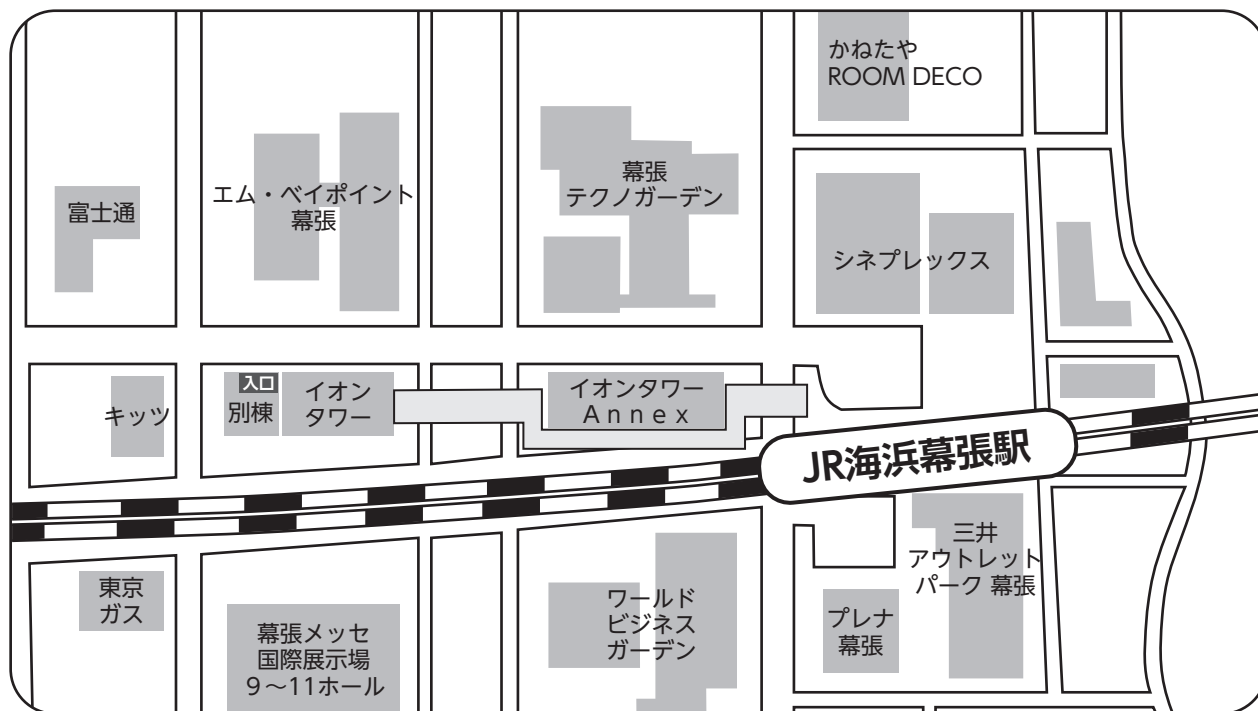 かねたや
ROOM DECO
富士通
エム・ベイポイント
幕張
幕張
テクノガーデン
シネプレックス
キッツ
入口
別棟
イオン
タワー
イオンタワー
Annex
JR海浜幕張駅
東京
ガス
幕張メッセ
国際展示場
9〜11ホール
ワールド
ビジネス
ガーデン
プレナ
幕張
三井
アウトレット
パーク 幕張